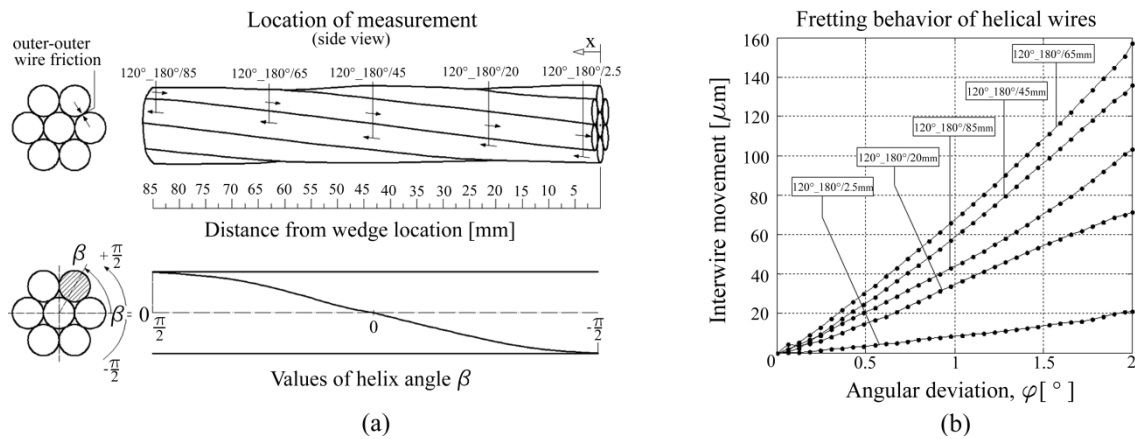 Location of measurement
(side view)
x
outer-outer
wire friction
120°_180°/85 120°_180°/65 120°_180°/45 120°_180°/20 120°_180°/2.5
85 80 75 70 65 60 55 50 45 40 35 30 25 20 15 10 5
Distance from wedge location [mm]
β +π/2
β=0
-π/2
π/2 0 -π/2
Values of helix angle β
(a)
Fretting behavior of helical wires
160
140
120
100
80
60
40
20
Interwire movement [μm]
120°_180°/65mm
120°_180°/45mm
120°_180°/85mm
120°_180°/20mm
120°_180°/2.5mm
0 0.5 1 1.5 2
Angular deviation, φ[ ° ]
(b)